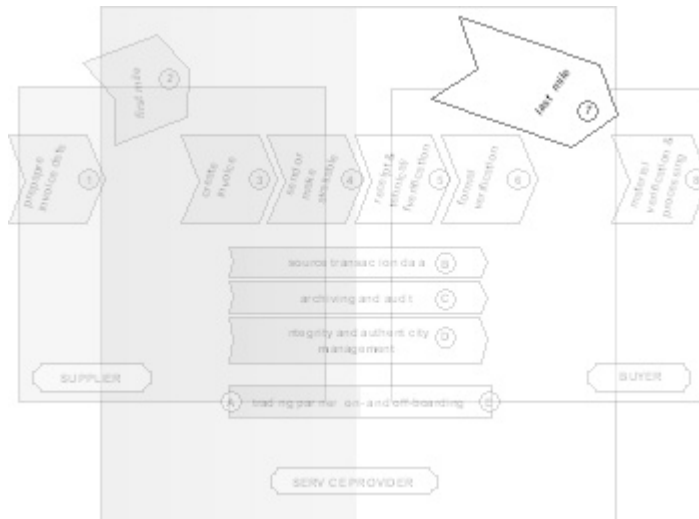 first mile
2
last mile
7
prepare
invoice data
1
create
invoice
3
send or
make
available
4
receipt &
technical
verification
5
formal
verification
6
material
verification &
processing
source transaction data
B
archiving and audit
C
ntegrity and authenticity
management
D
SUPPLIER
BUYER
A
trading partner on- and off-boarding
SERVICE PROVIDER